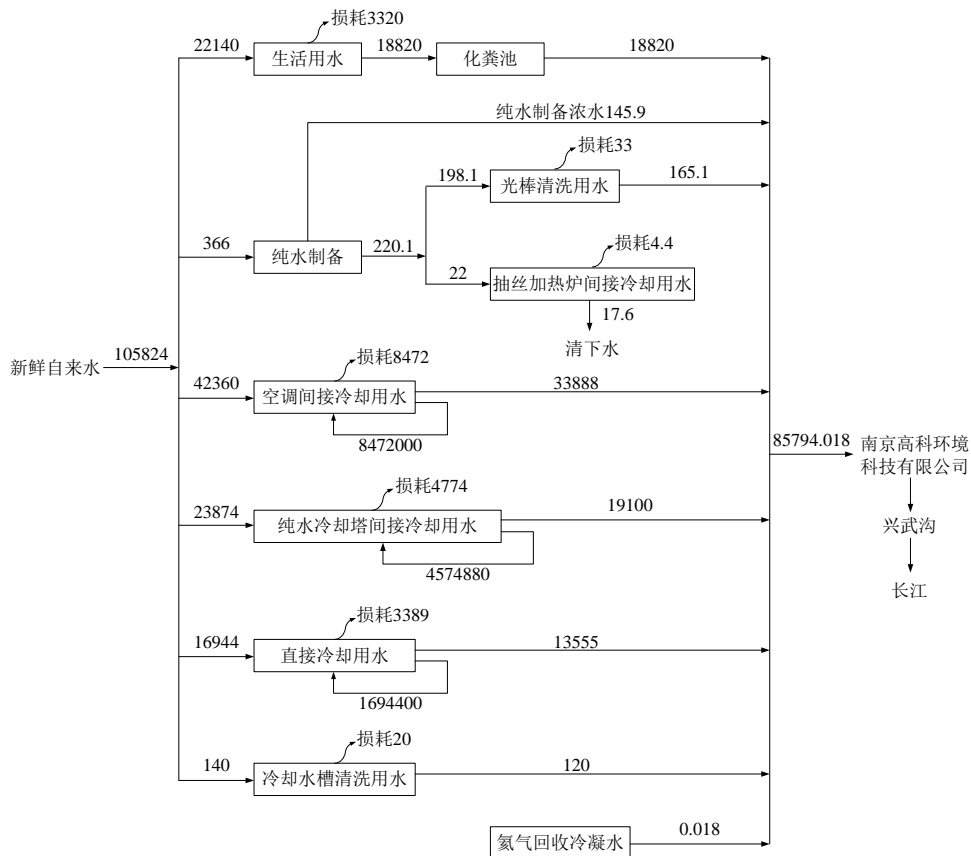 损耗3320
22140
生活用水
18820
化粪池
18820
纯水制备浓水145.9
损耗33
198.1
光棒清洗用水
165.1
366
纯水制备
220.1
损耗4.4
22
抽丝加热炉间接冷却用水
17.6
清下水
新鲜自来水
105824
损耗8472
42360
空调间接冷却用水
33888
8472000
85794.018
南京高科环境
科技有限公司
损耗4774
23874
纯水冷却塔间接冷却用水
19100
4574880
兴武沟
长江
损耗3389
16944
直接冷却用水
13555
1694400
损耗20
140
冷却水槽清洗用水
120
氦气回收冷凝水
0.018